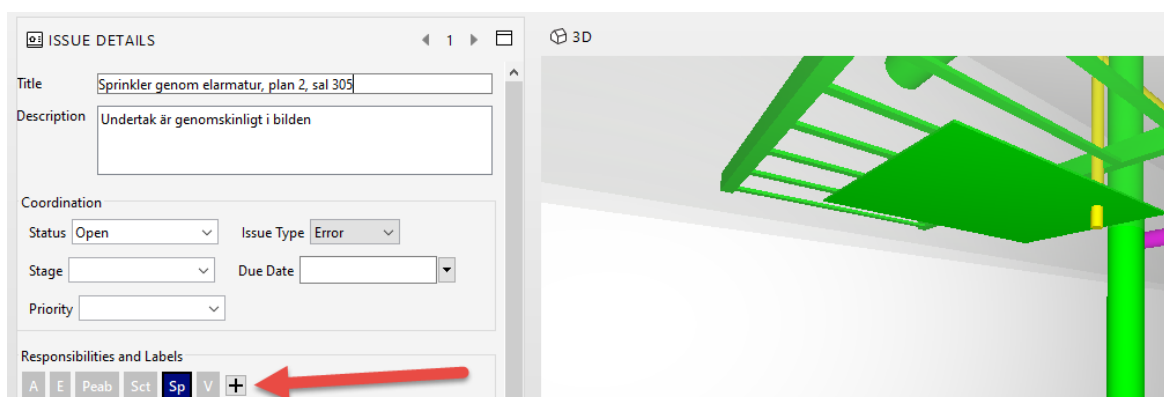 ISSUE DETAILS
1
3D
Title
Sprinkler genom elarmatur, plan 2, sal 305
Description
Undertak är genomskinligt i bilden
Coordination
Status Open
Issue Type Error
Stage
Due Date
Priority
Responsibilities and Labels
A E Peab Sct Sp V +